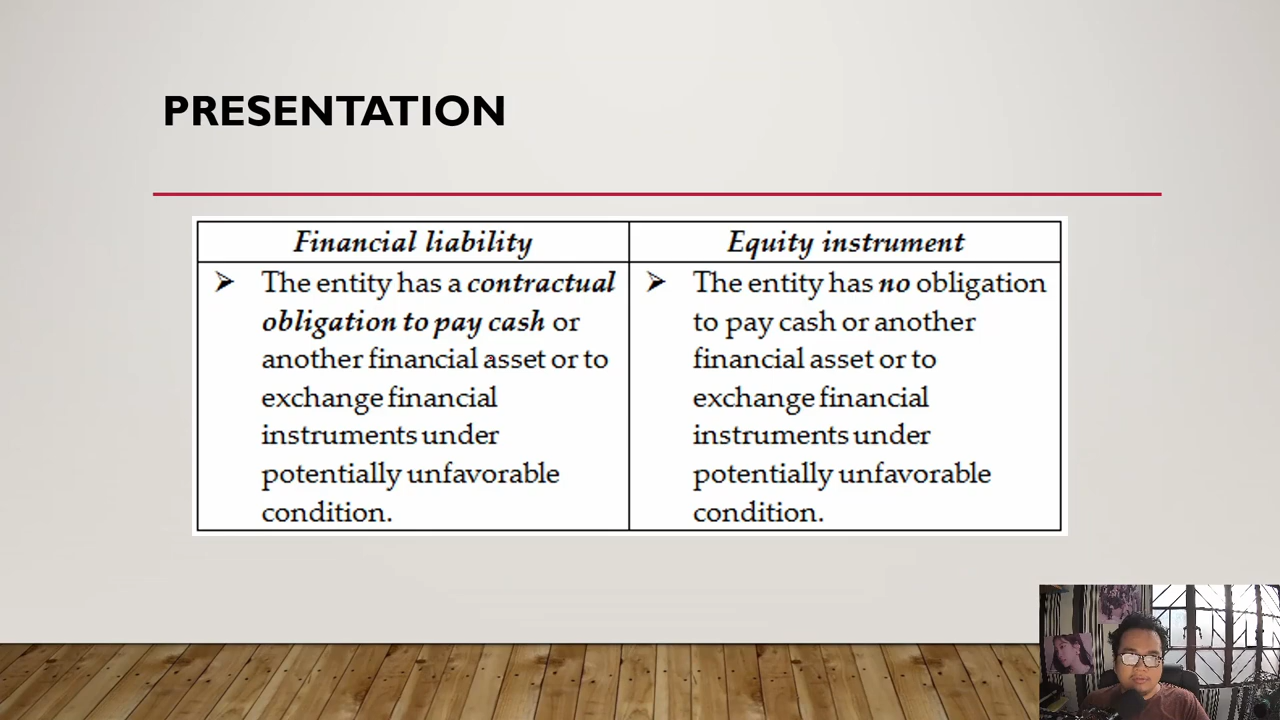 PRESENTATION
Financial liability
➢ The entity has a contractual
obligation to pay cash or
another financial asset or to
exchange financial
instruments under
potentially unfavorable
condition.
Equity instrument
➢ The entity has no obligation
to pay cash or another
financial asset or to
exchange financial
instruments under
potentially unfavorable
condition.